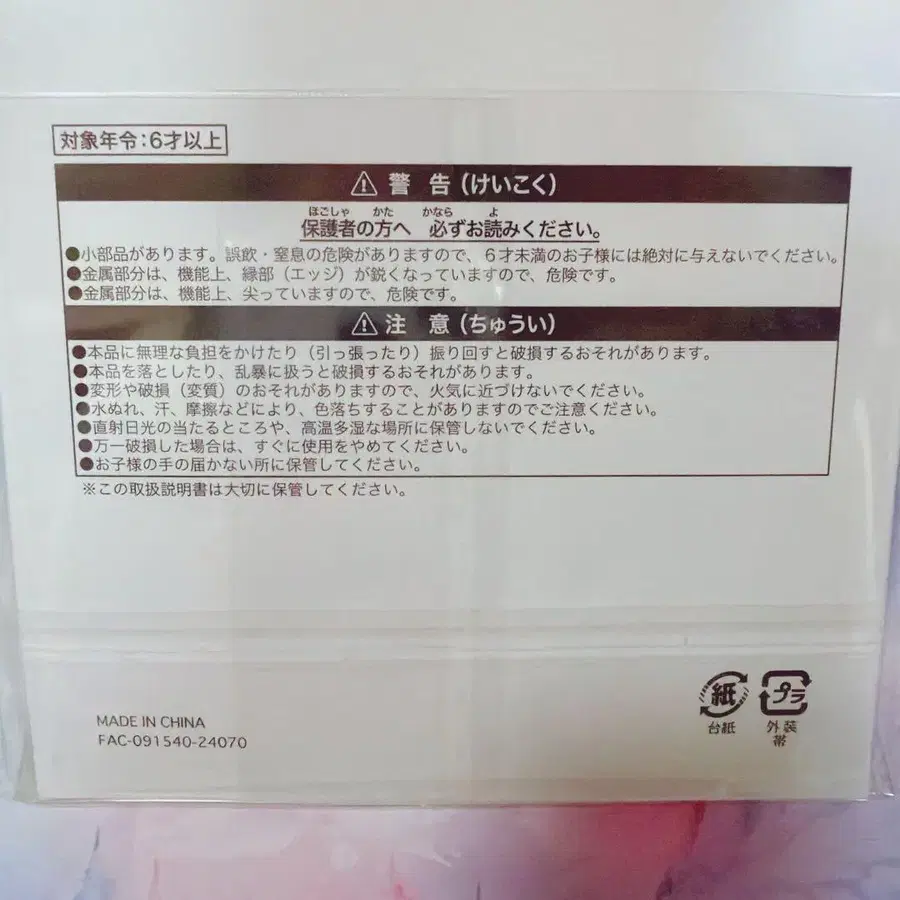 対象年令：6才以上
⚠ 警 告（けいこく）
ほごしゃ かた かなら よ
保護者の方へ 必ずお読みください。
●小部品があります。誤飲・窒息の危険がありますので、６才未満のお子様には絶対に与えないでください。
●金属部分は、機能上、縁部（エッジ）が鋭くなっていますので、危険です。
●金属部分は、機能上、尖っていますので、危険です。
⚠ 注 意（ちゅうい）
●本品に無理な負担をかけたり（引っ張ったり）振り回すと破損するおそれがあります。
●本品を落としたり、乱暴に扱うと破損するおそれがあります。
●変形や破損（変質）のおそれがありますので、火気に近づけないでください。
●水ぬれ、汗、摩擦などにより、色落ちすることがありますのでご注意ください。
●直射日光の当たるところや、高温多湿な場所に保管しないでください。
●万一破損した場合は、すぐに使用をやめてください。
●お子様の手の届かない所に保管してください。
※この取扱説明書は大切に保管してください。
紙 プラ
台紙 外装
帯
MADE IN CHINA
FAC-091540-24070